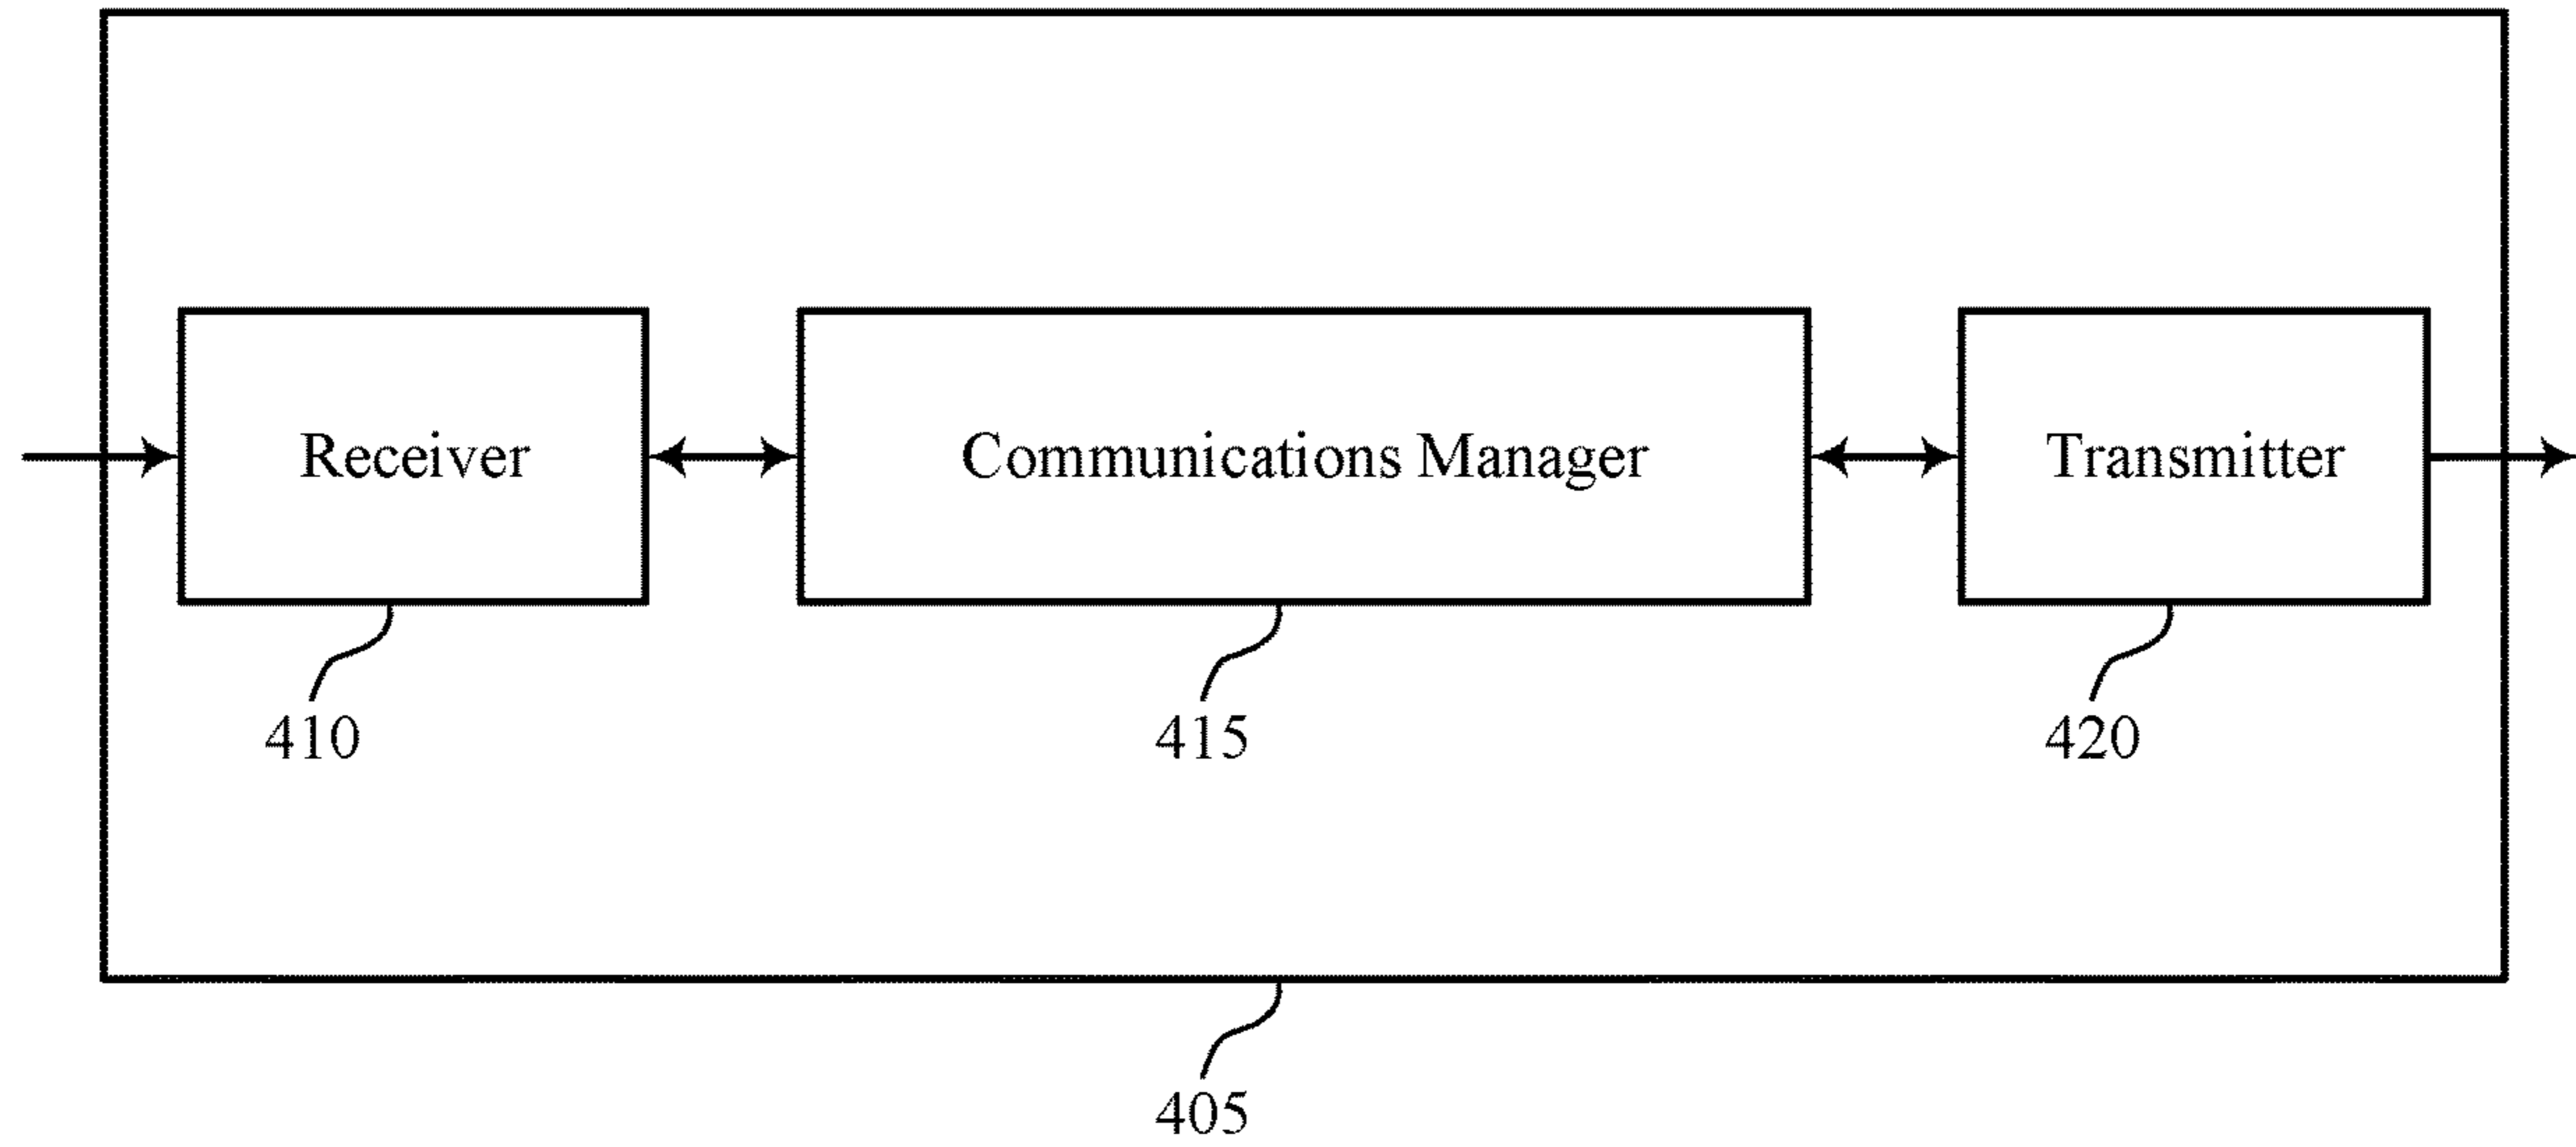 Receiver
Communications Manager
Transmitter
410
415
420
405